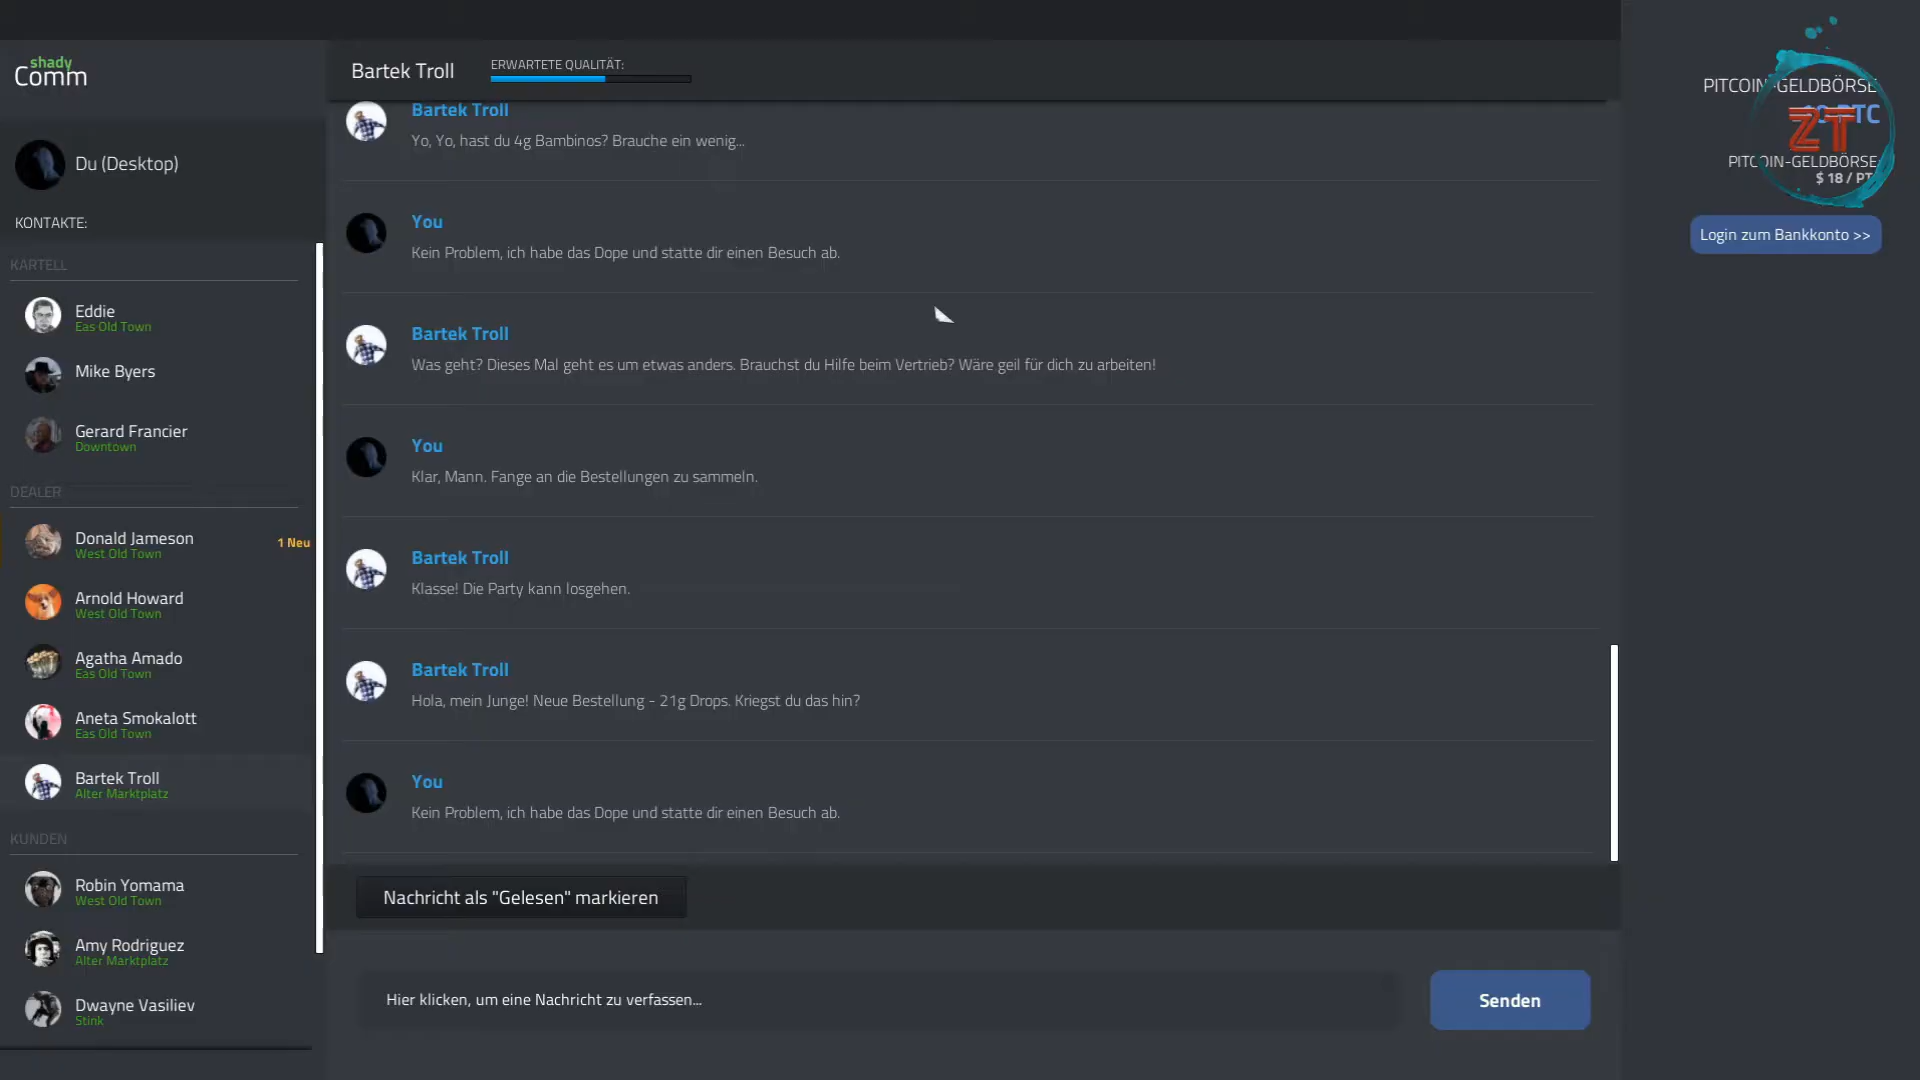 shady
Comm
Du (Desktop)
KONTAKTE:
KARTELL
Eddie
Eas Old Town
Mike Byers
Gerard Francier
Downtown
DEALER
Donald Jameson
West Old Town
1 Neu
Arnold Howard
West Old Town
Agatha Amado
Eas Old Town
Aneta Smokalott
Eas Old Town
Bartek Troll
Alter Marktplatz
KUNDEN
Robin Yomama
West Old Town
Amy Rodriguez
Alter Marktplatz
Dwayne Vasiliev
Stink
Bartek Troll
ERWARTETE QUALITÄT:
Bartek Troll
Yo, Yo, hast du 4g Bambinos? Brauche ein wenig...
You
Kein Problem, ich habe das Dope und statte dir einen Besuch ab.
Bartek Troll
Was geht? Dieses Mal geht es um etwas anders. Brauchst du Hilfe beim Vertrieb? Wäre geil für dich zu arbeiten!
You
Klar, Mann. Fange an die Bestellungen zu sammeln.
Bartek Troll
Klasse! Die Party kann losgehen.
Bartek Troll
Hola, mein Junge! Neue Bestellung - 21g Drops. Kriegst du das hin?
You
Kein Problem, ich habe das Dope und statte dir einen Besuch ab.
Nachricht als "Gelesen" markieren
Hier klicken, um eine Nachricht zu verfassen...
Senden
PITCOIN-GELDBÖRSE
PTC
ZT
PITCOIN-GELDBÖRSE:
$ 18 / PT
Login zum Bankkonto >>